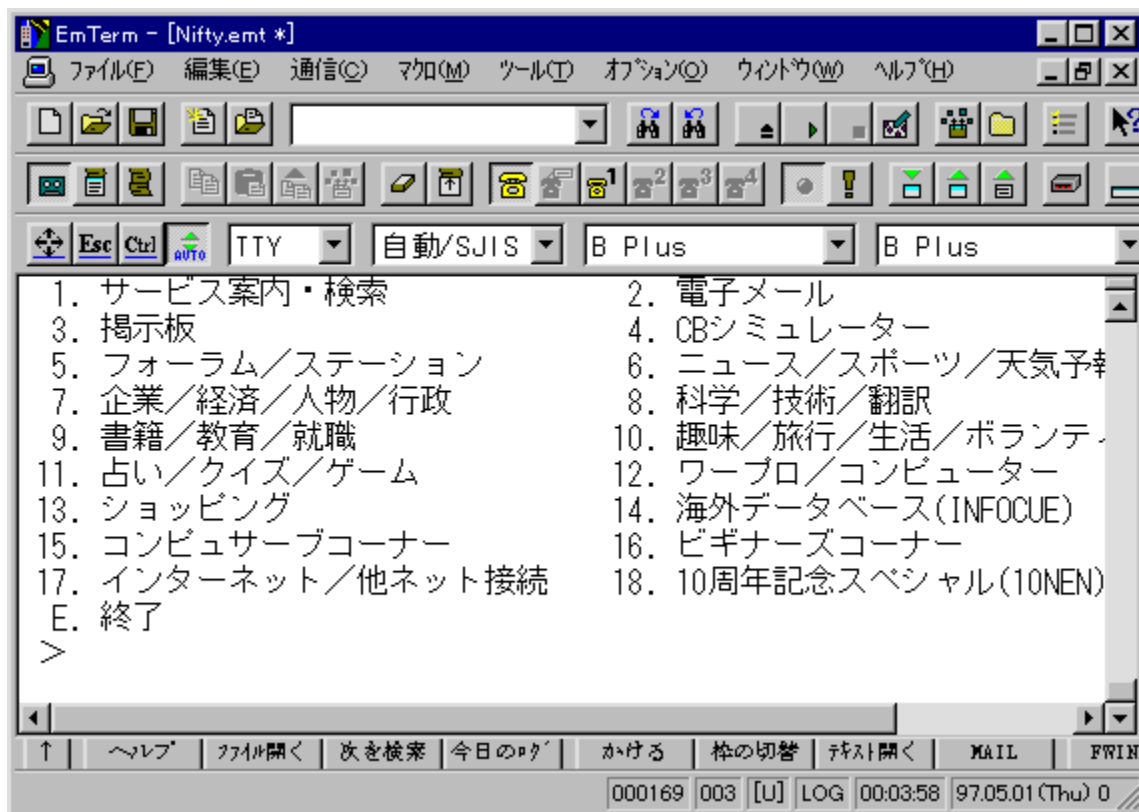 EmTerm - [Nifty.emt *]
ファイル(F) 編集(E) 通信(C) マクロ(M) ツール(T) オプション(O) ウィンドウ(W) ヘルプ(H)
1 2 3 4
Esc Ctrl AUTO TTY 自動/SJIS B Plus B Plus
1. サービス案内・検索 2. 電子メール
3. 掲示板 4. CBシミュレーター
5. フォーラム／ステーション 6. ニュース／スポーツ／天気予報
7. 企業／経済／人物／行政 8. 科学／技術／翻訳
9. 書籍／教育／就職 10. 趣味／旅行／生活／ボランティ
11. 占い／クイズ／ゲーム 12. ワープロ／コンピューター
13. ショッピング 14. 海外データベース(INFOCUE)
15. コンピュサーブコーナー 16. ビギナーズコーナー
17. インターネット／他ネット接続 18. 10周年記念スペシャル(10NEN)
E. 終了
>
↑ ヘルプ ファイル開く 次を検索 今日のログ かける 枠の切替 テキスト開く MAIL FWIN
000169 003 [U] LOG 00:03:58 97.05.01(Thu) 0